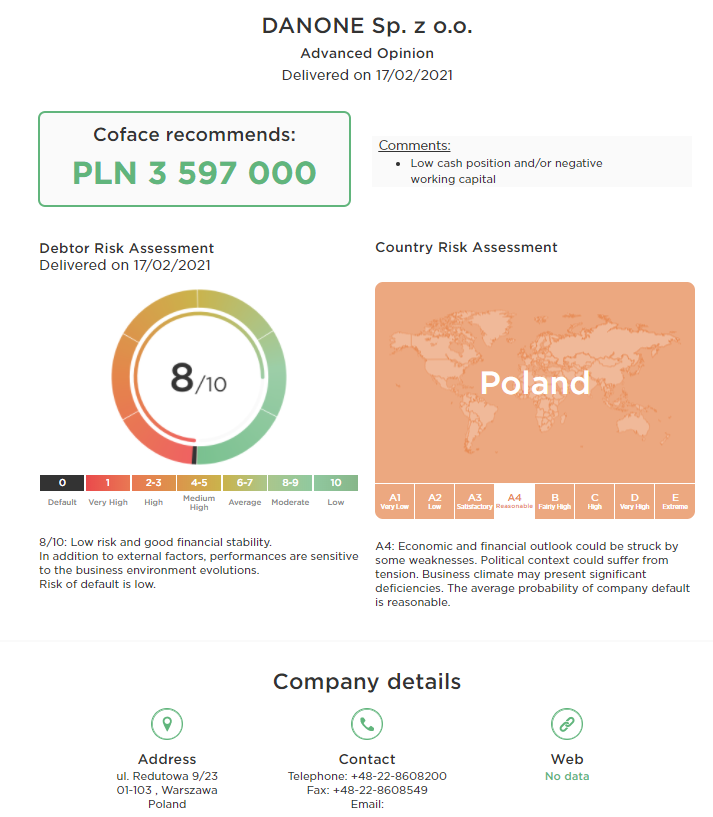 DANONE Sp. z o.o.
Advanced Opinion
Delivered on 17/02/2021
Coface recommends:
PLN 3 597 000
Comments:
• Low cash position and/or negative
working capital
Debtor Risk Assessment
Delivered on 17/02/2021
8/10
0
1
2-3
4-5
6-7
8-9
10
Default
Very High
High
Medium
High
Average
Moderate
Low
8/10: Low risk and good financial stability.
In addition to external factors, performances are sensitive
to the business environment evolutions.
Risk of default is low.
Country Risk Assessment
Poland
A1
Very Low
A2
Low
A3
Satisfactory
A4
Reasonable
B
Fairly High
C
High
D
Very High
E
Extreme
A4: Economic and financial outlook could be struck by
some weaknesses. Political context could suffer from
tension. Business climate may present significant
deficiencies. The average probability of company default
is reasonable.
Company details
Address
ul. Redutowa 9/23
01-103 , Warszawa
Poland
Contact
Telephone: +48-22-8608200
Fax: +48-22-8608549
Email:
Web
No data